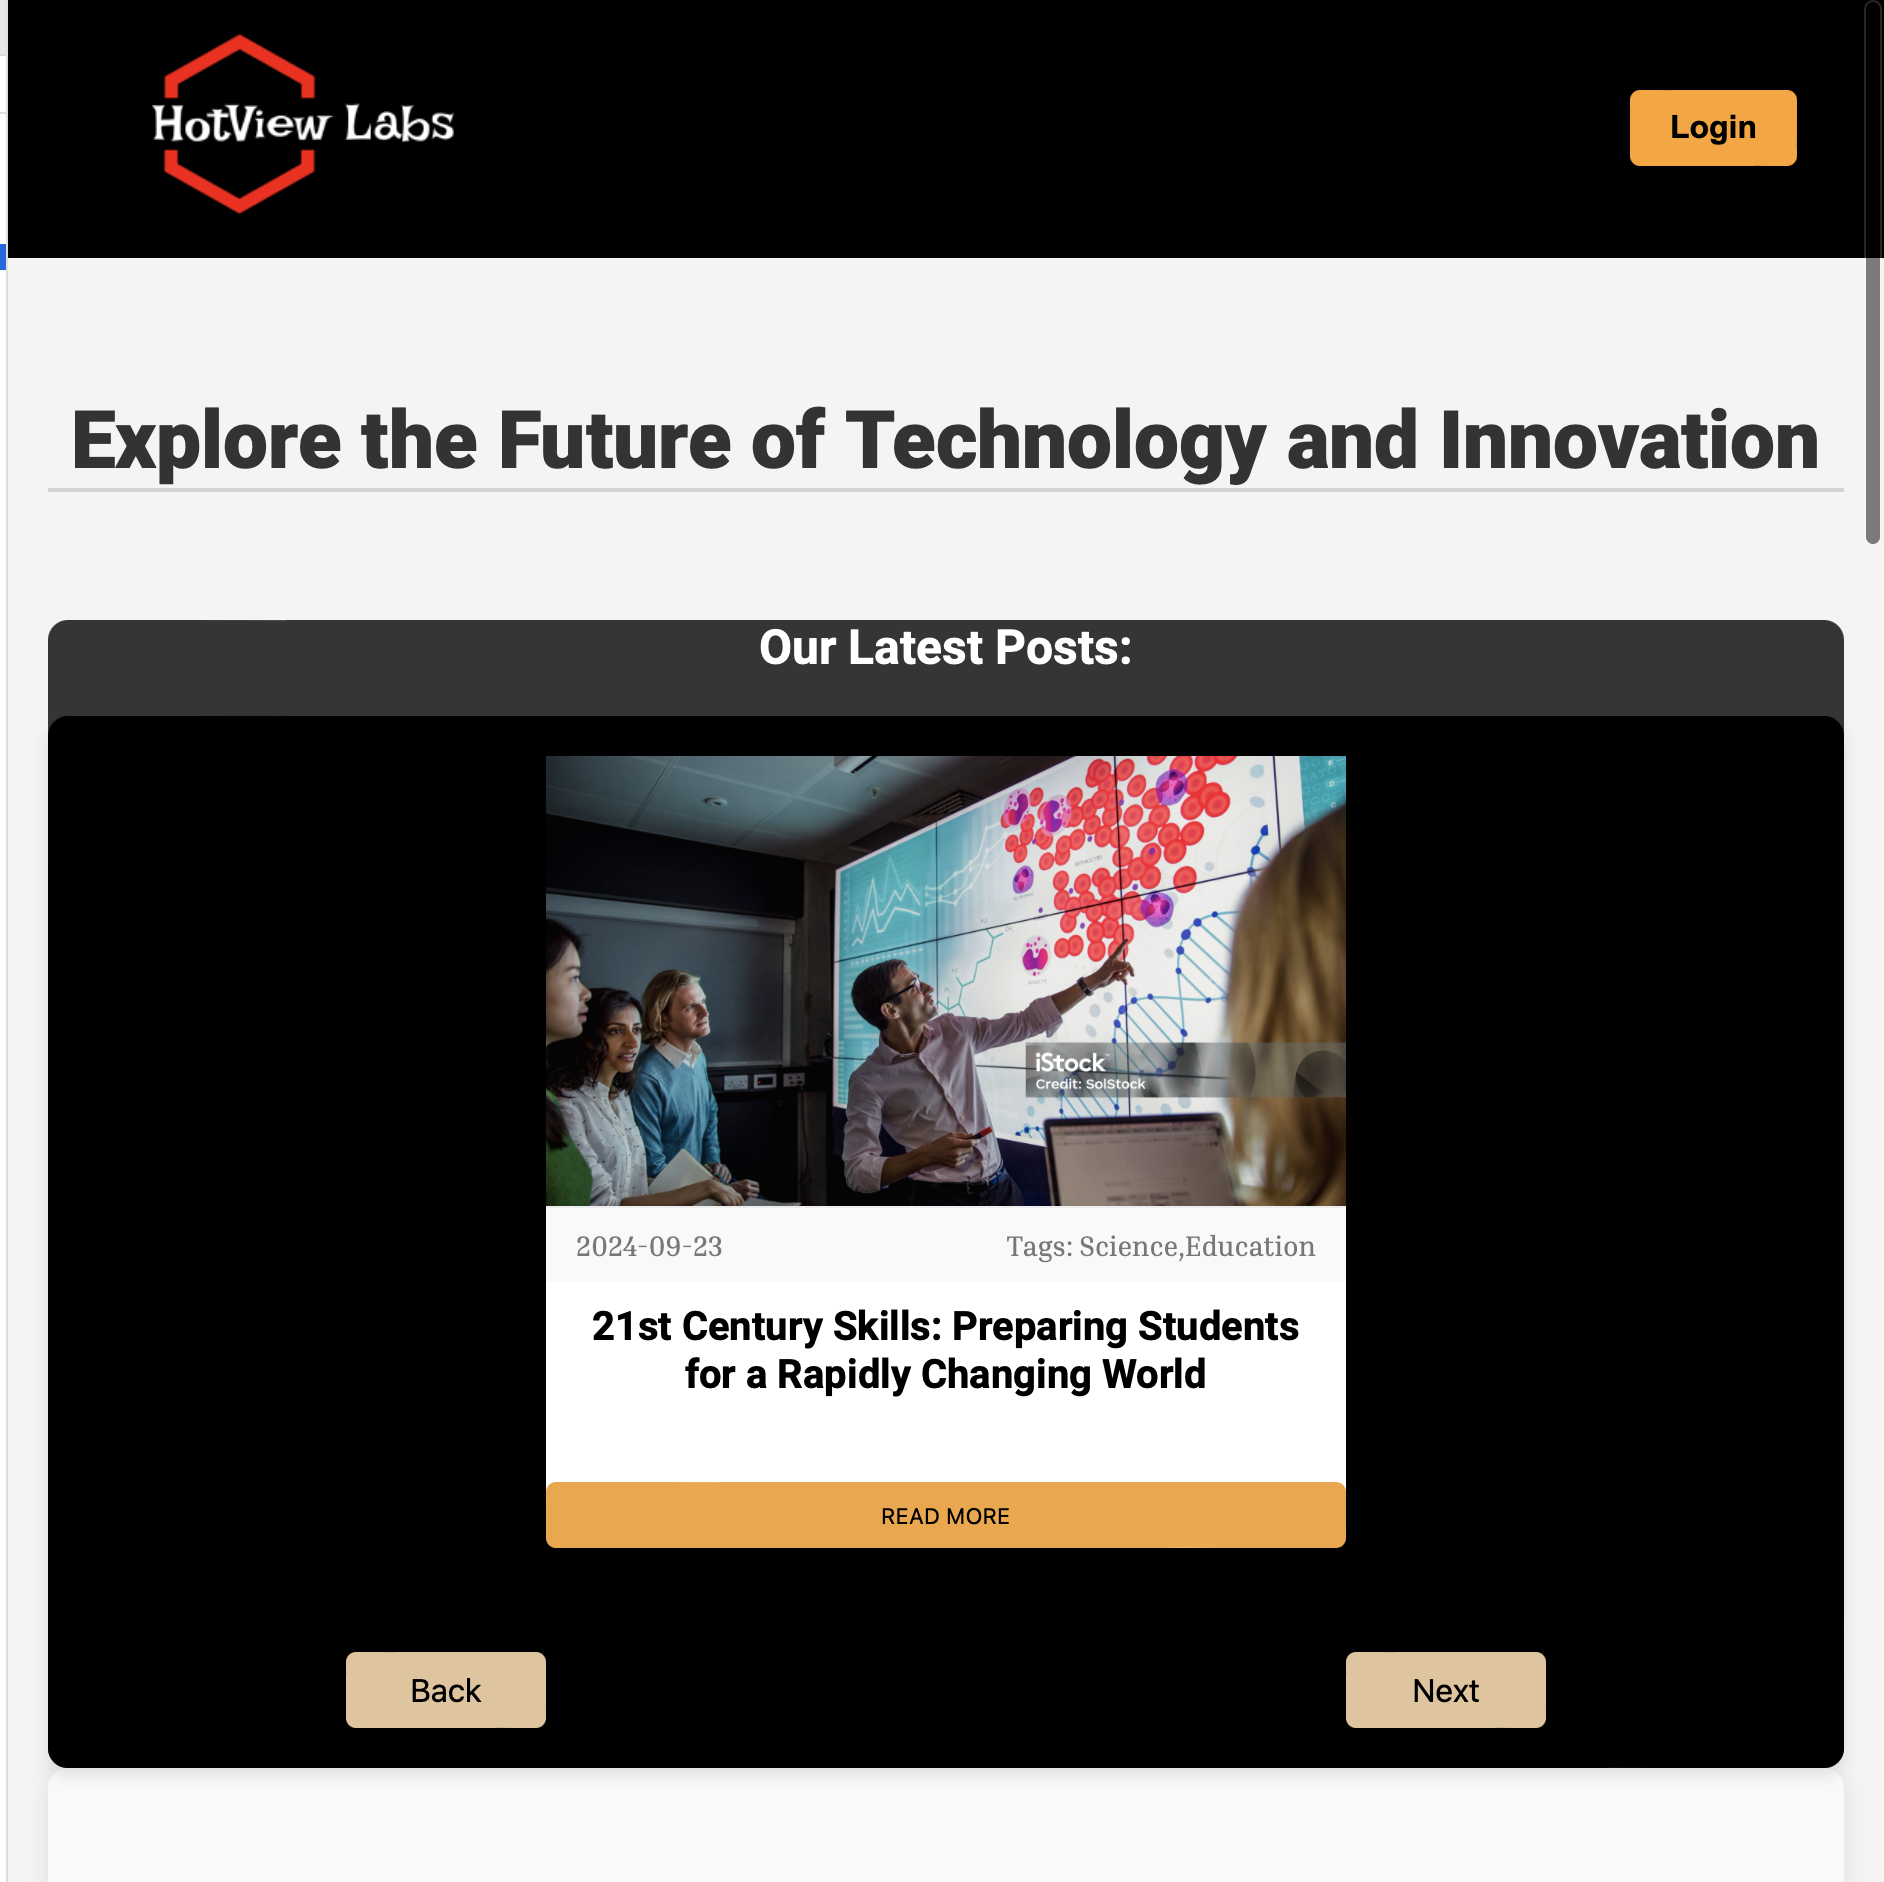 HotView Labs
Login
Explore the Future of Technology and Innovation
Our Latest Posts:
iStock
Credit: SolStock
2024-09-23
Tags: Science,Education
21st Century Skills: Preparing Students
for a Rapidly Changing World
READ MORE
Back
Next